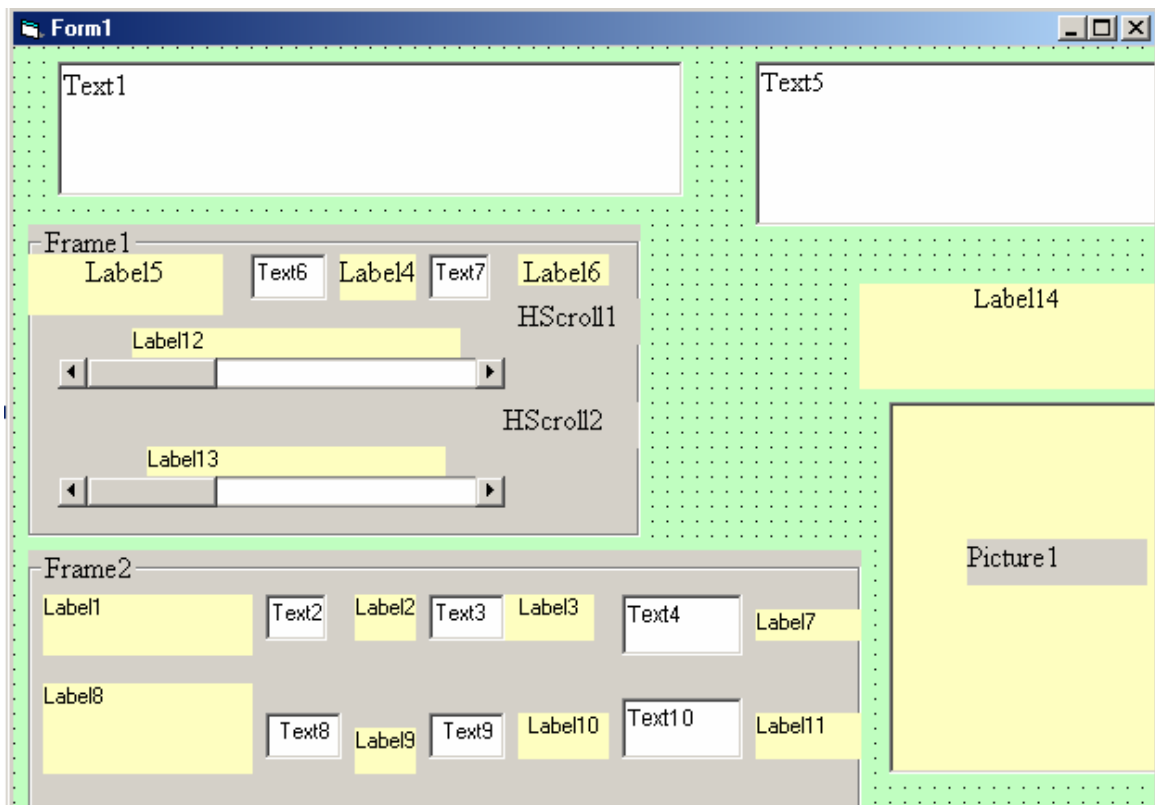 Form1
Text1
Text5
Frame1
Label5 Text6 Label4 Text7 Label6
HScroll1
Label12
HScroll2
Label13
Label14
Picture1
Frame2
Label1 Text2 Label2 Text3 Label3 Text4 Label7
Label8 Text8 Label9 Text9 Label10 Text10 Label11